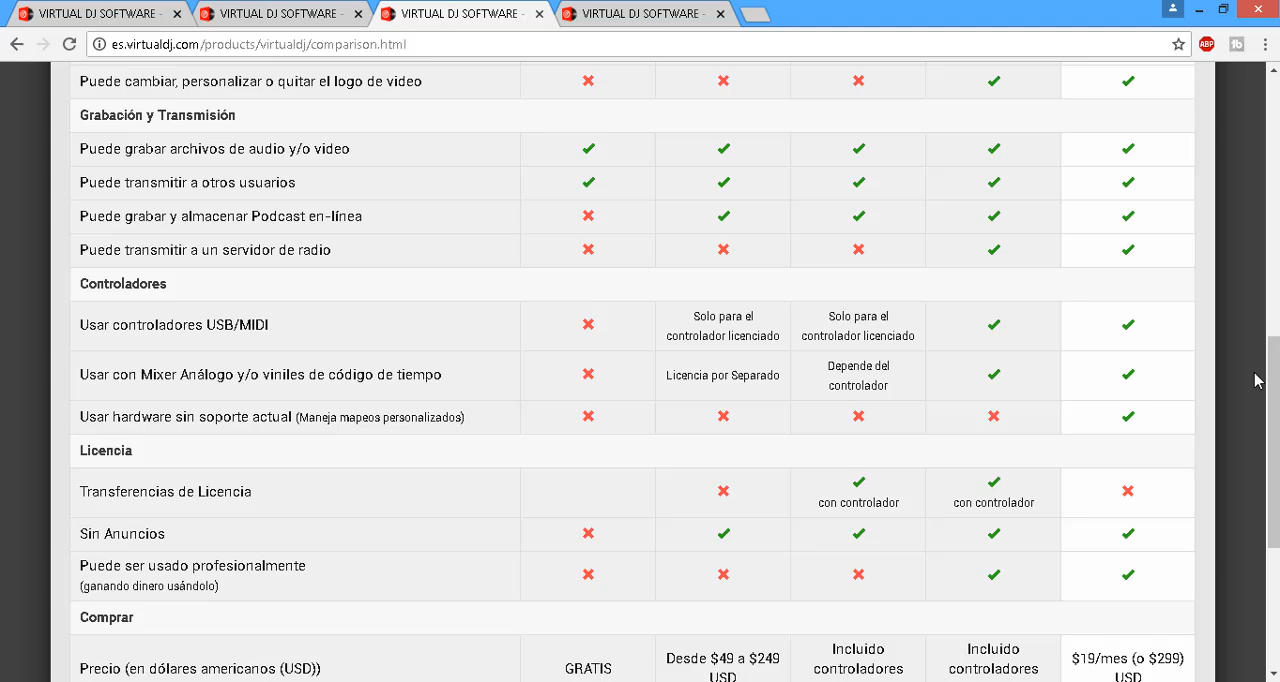 VIRTUAL DJ SOFTWARE - VIRTUAL DJ SOFTWARE - VIRTUAL DJ SOFTWARE - VIRTUAL DJ SOFTWARE -
es.virtualdj.com/products/virtualdj/comparison.html ABP
Puede cambiar, personalizar o quitar el logo de video
Grabación y Transmisión
Puede grabar archivos de audio y/o video
Puede transmitir a otros usuarios
Puede grabar y almacenar Podcast en-línea
Puede transmitir a un servidor de radio
Controladores
Usar controladores USB/MIDI
Solo para el
controlador licenciado
Solo para el
controlador licenciado
Usar con Mixer Análogo y/o viniles de código de tiempo
Licencia por Separado
Depende del
controlador
Usar hardware sin soporte actual (Maneja mapeos personalizados)
Licencia
Transferencias de Licencia
con controlador
con controlador
Sin Anuncios
Puede ser usado profesionalmente
(ganando dinero usándolo)
Comprar
Precio (en dólares americanos (USD))
GRATIS
Desde $49 a $249
USD
Incluido
controladores
Incluido
controladores
$19/mes (o $299)
USD